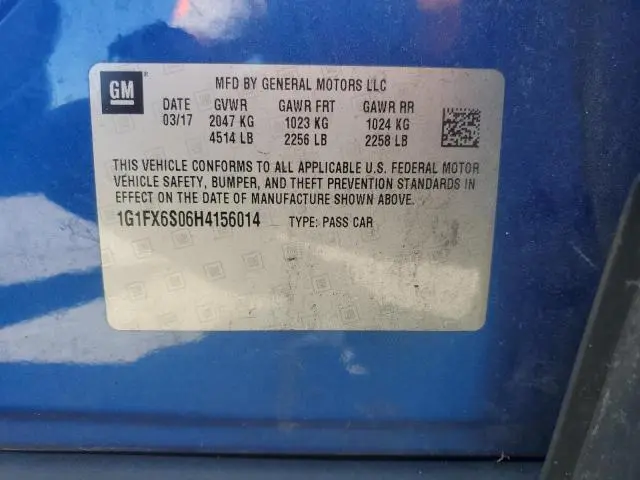 GM ®
MFD BY GENERAL MOTORS LLC
DATE GVWR GAWR FRT GAWR RR
03/17 2047 KG 1023 KG 1024 KG
4514 LB 2256 LB 2258 LB
THIS VEHICLE CONFORMS TO ALL APPLICABLE U.S. FEDERAL MOTOR
VEHICLE SAFETY, BUMPER, AND THEFT PREVENTION STANDARDS IN
EFFECT ON THE DATE OF MANUFACTURE SHOWN ABOVE.
1G1FX6S06H4156014 TYPE: PASS CAR